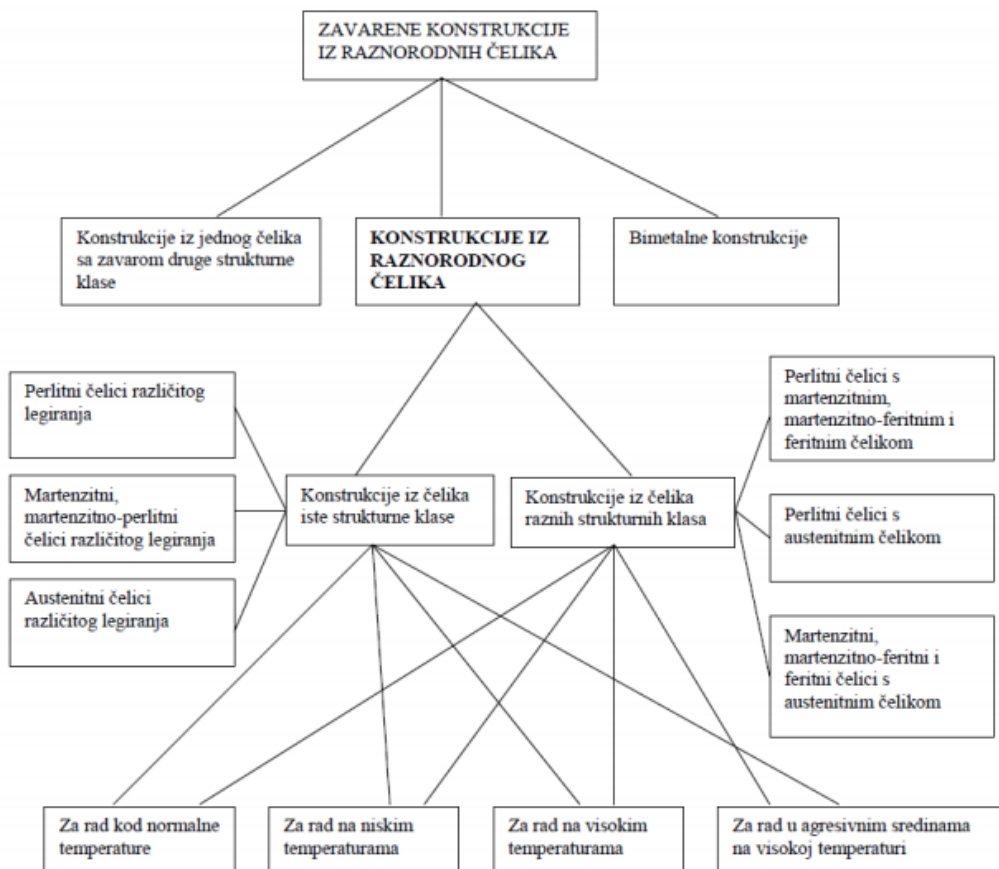 ZAVARENE KONSTRUKCIJE
IZ RAZNORODNIH ČELIKA
Konstrukcije iz jednog čelika
sa zavarom druge strukturne
klase
KONSTRUKCIJE IZ
RAZNORODNOG
ČELIKA
Bimetalne konstrukcije
Perlitni čelici različitog
legiranja
Martenzitni,
martenzitno-perlitni
čelici različitog legiranja
Austenitni čelici
različitog legiranja
Konstrukcije iz čelika
iste strukturne klase
Konstrukcije iz čelika
raznih strukturnih klasa
Perlitni čelici s
martenzitnim,
martenzitno-feritnim i
feritnim čelikom
Perlitni čelici s
austenitnim čelikom
Martenzitni,
martenzitno-feritni i
feritni čelici s
austenitnim čelikom
Za rad kod normalne
temperature
Za rad na niskim
temperaturama
Za rad na visokim
temperaturama
Za rad u agresivnim sredinama
na visokoj temperaturi